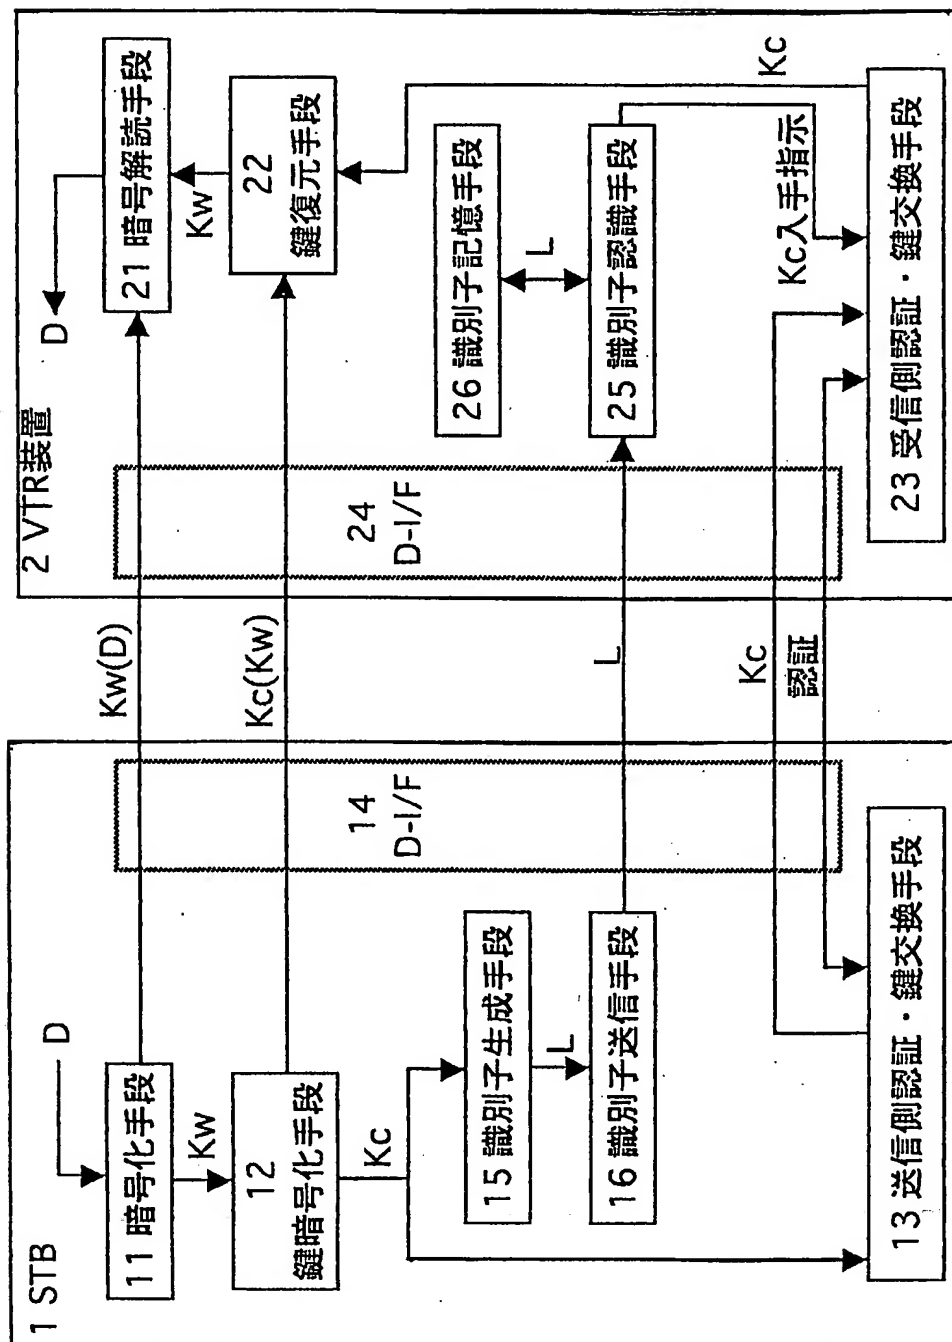 1 STB
D
11 暗号化手段
Kw
12
鍵暗号化手段
Kc
15 識別子生成手段
L
16 識別子送信手段
13 送信側認証・鍵交換手段
14
D-I/F
Kw(D)
Kc(Kw)
L
Kc
認証
2 VTR装置
D
21 暗号解読手段
Kw
22
鍵復元手段
Kc
24
D-I/F
26 識別子記憶手段
L
25 識別子認識手段
Kc入手指示
23 受信側認証・鍵交換手段